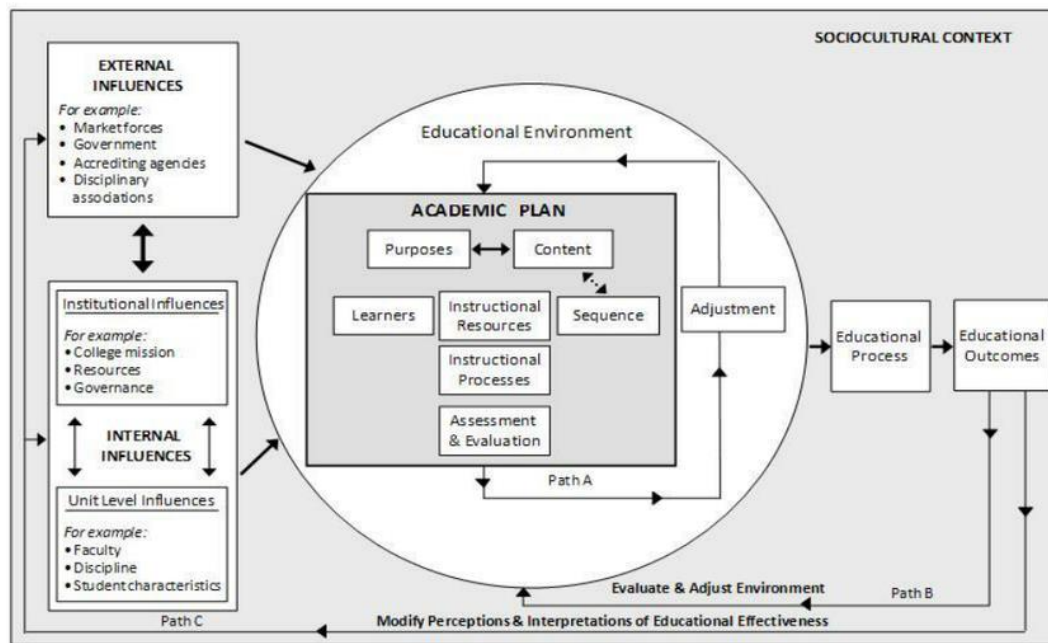 SOCIOCULTURAL CONTEXT
EXTERNAL
INFLUENCES
For example:
• Market forces
• Government
• Accrediting agencies
• Disciplinary
associations
Institutional Influences
For example:
• College mission
• Resources
• Governance
INTERNAL
INFLUENCES
Unit Level Influences
For example:
• Faculty
• Discipline
• Student characteristics
Educational Environment
ACADEMIC PLAN
Purposes
Content
Learners
Instructional
Resources
Sequence
Instructional
Processes
Assessment
& Evaluation
Adjustment
Path A
Educational
Process
Educational
Outcomes
Evaluate & Adjust Environment
Path B
Path C
Modify Perceptions & Interpretations of Educational Effectiveness